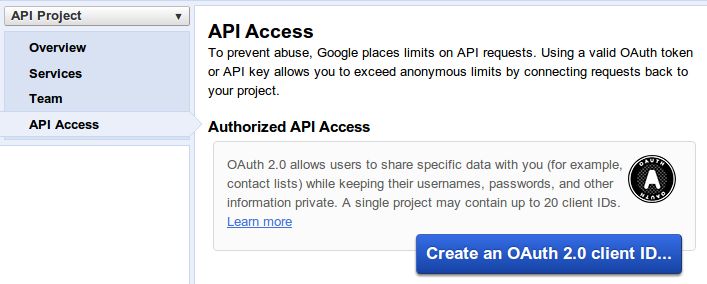 API Project
Overview
Services
Team
API Access
API Access
To prevent abuse, Google places limits on API requests. Using a valid OAuth token
or API key allows you to exceed anonymous limits by connecting requests back to
your project.
Authorized API Access
OAuth 2.0 allows users to share specific data with you (for example,
contact lists) while keeping their usernames, passwords, and other
information private. A single project may contain up to 20 client IDs.
Learn more
OAUTH
A
OAUTH
Create an OAuth 2.0 client ID...